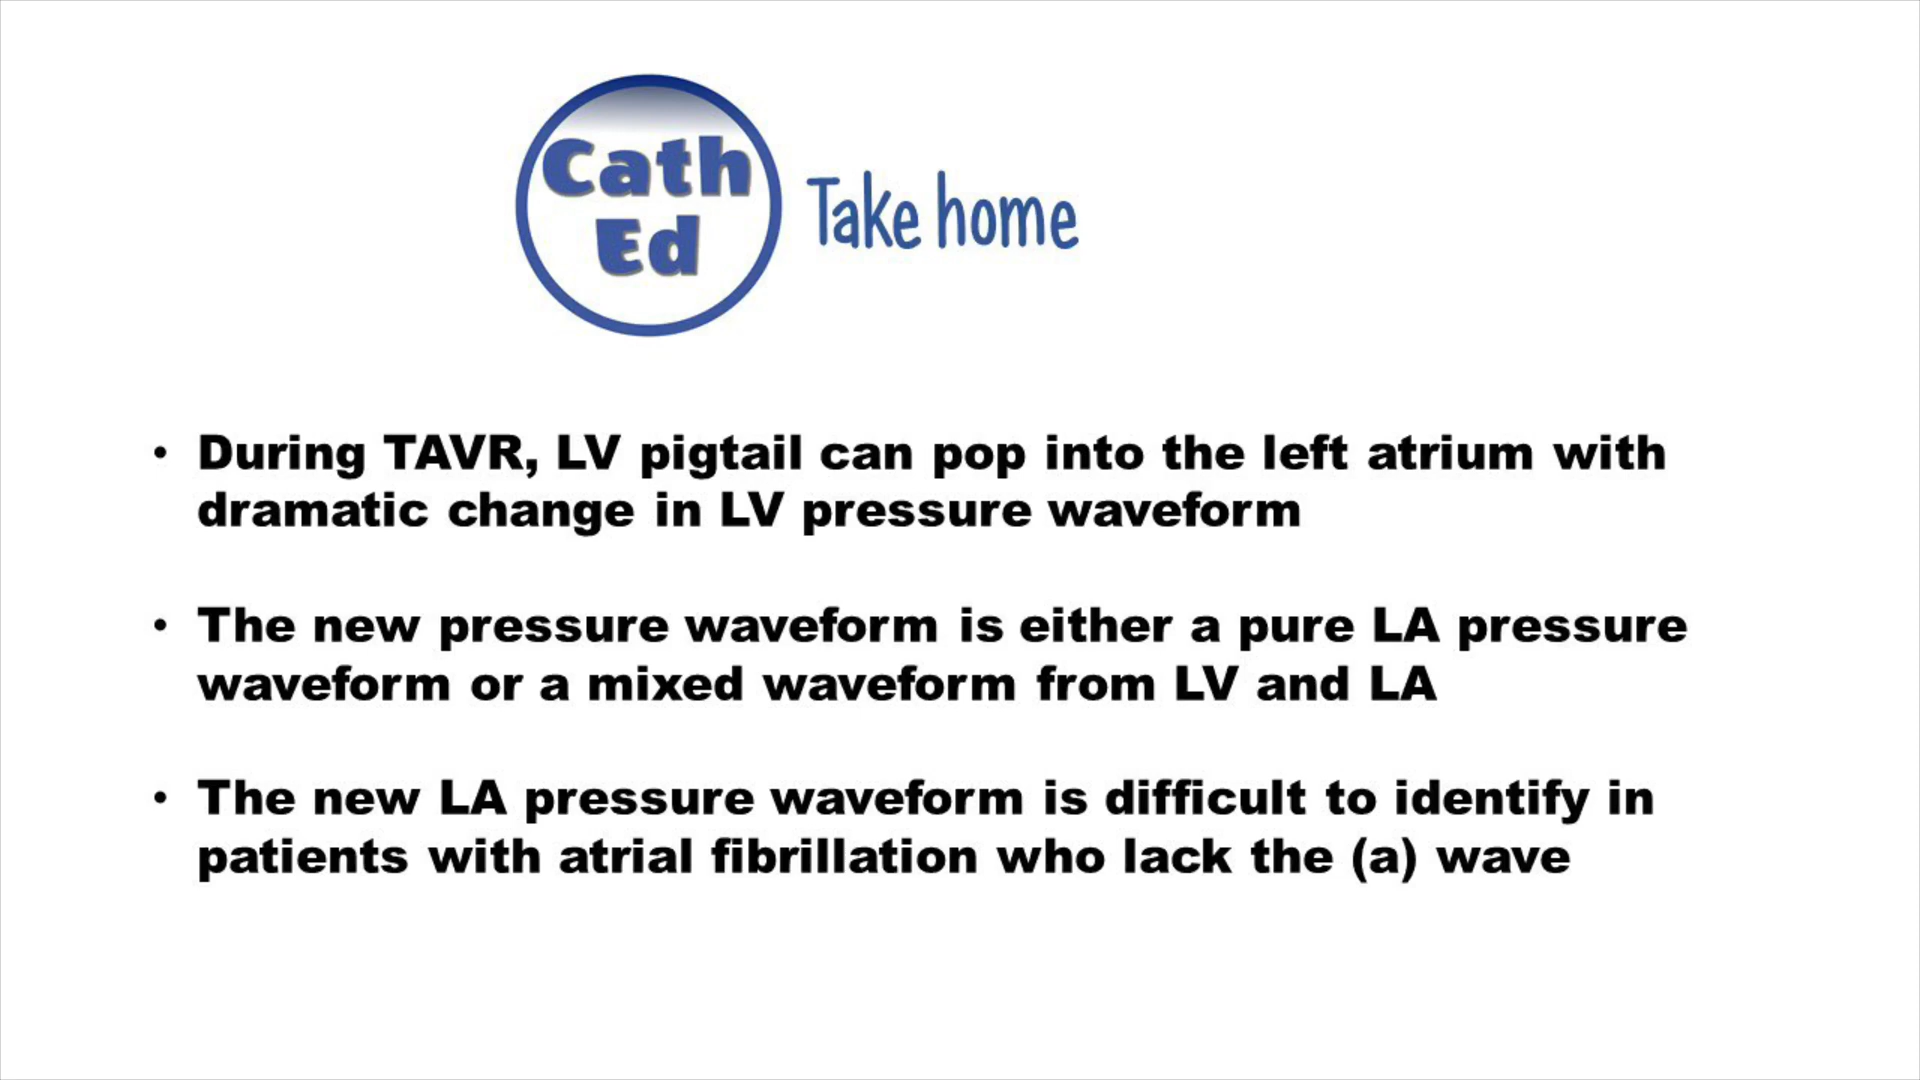 Cath
Ed
Take home
• During TAVR, LV pigtail can pop into the left atrium with
dramatic change in LV pressure waveform
• The new pressure waveform is either a pure LA pressure
waveform or a mixed waveform from LV and LA
• The new LA pressure waveform is difficult to identify in
patients with atrial fibrillation who lack the (a) wave